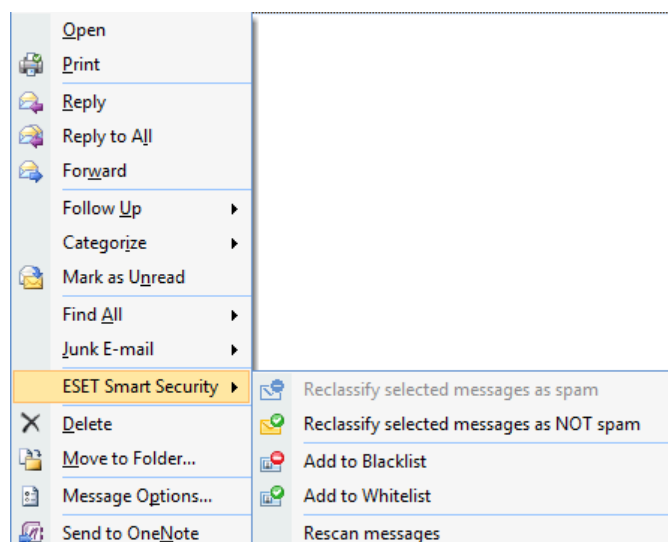 Open
Print
Reply
Reply to All
Forward
Follow Up
Categorize
Mark as Unread
Find All
Junk E-mail
ESET Smart Security
Delete
Move to Folder...
Message Options...
Send to OneNote
Reclassify selected messages as spam
Reclassify selected messages as NOT spam
Add to Blacklist
Add to Whitelist
Rescan messages